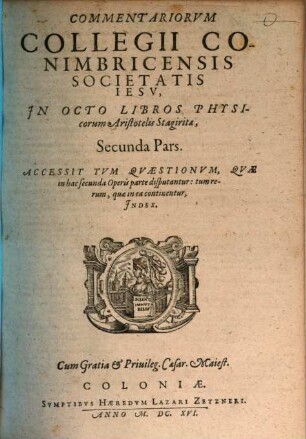 COMMENTARIORVM
COLLEGII CO-
NIMBRICENSIS
SOCIETATIS
IESV,
IN OCTO LIBROS PHYSI-
corum Aristotelis Stagiritæ,
Secunda Pars.
ACCESSIT TVM QVÆSTIONVM, QVÆ
in hac secunda Operis parte disputantur: tum re-
rum, quæ in ea continentur,
INDEX.
Cum Gratia & Privileg. Cæsar. Maiest.
COLONIÆ,
SVMPTIBVS HÆREDVM LAZARI ZETZNERI.
ANNO M. DC. XVI.